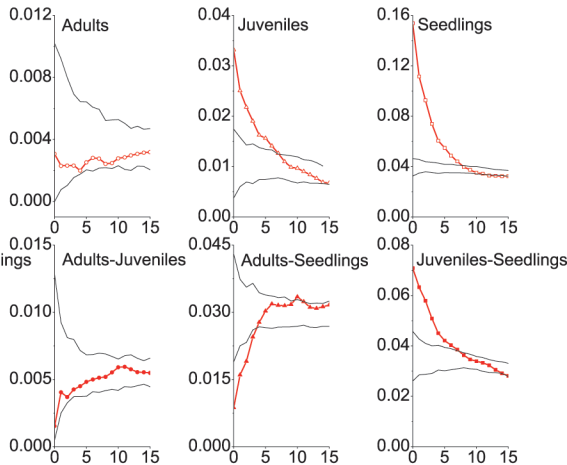 Adults
0.012
0.008
0.004
0.000
0 5 10 15
Juveniles
0.04
0.03
0.02
0.01
0.00
0 5 10 15
Seedlings
0.16
0.12
0.08
0.04
0.00
0 5 10 15
ings
Adults-Juveniles
0.015
0.010
0.005
0.000
0 5 10 15
Adults-Seedlings
0.045
0.030
0.015
0.000
0 5 10 15
Juveniles-Seedlings
0.08
0.06
0.04
0.02
0.00
0 5 10 15